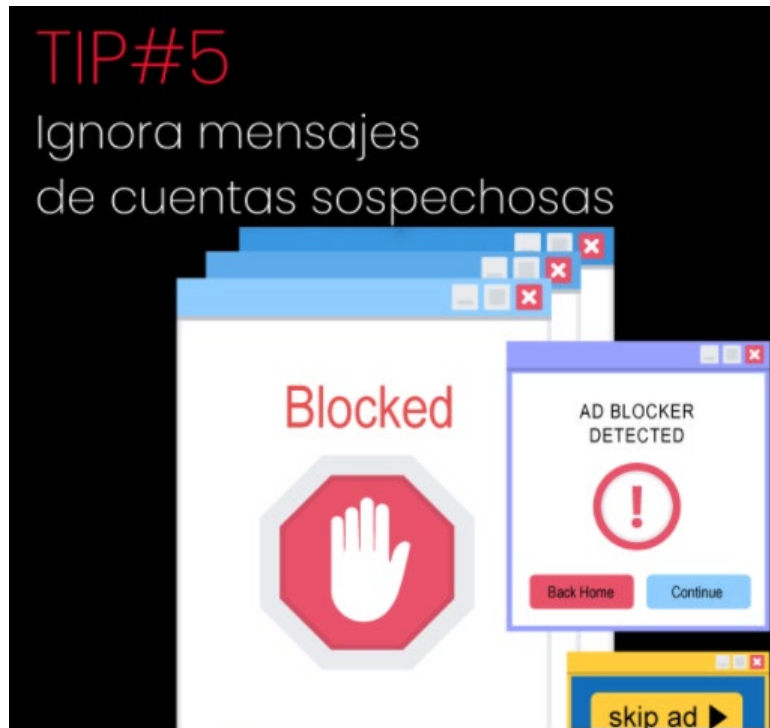 TIP#5
Ignora mensajes
de cuentas sospechosas
Blocked
AD BLOCKER
DETECTED
!
Back Home
Continue
skip ad